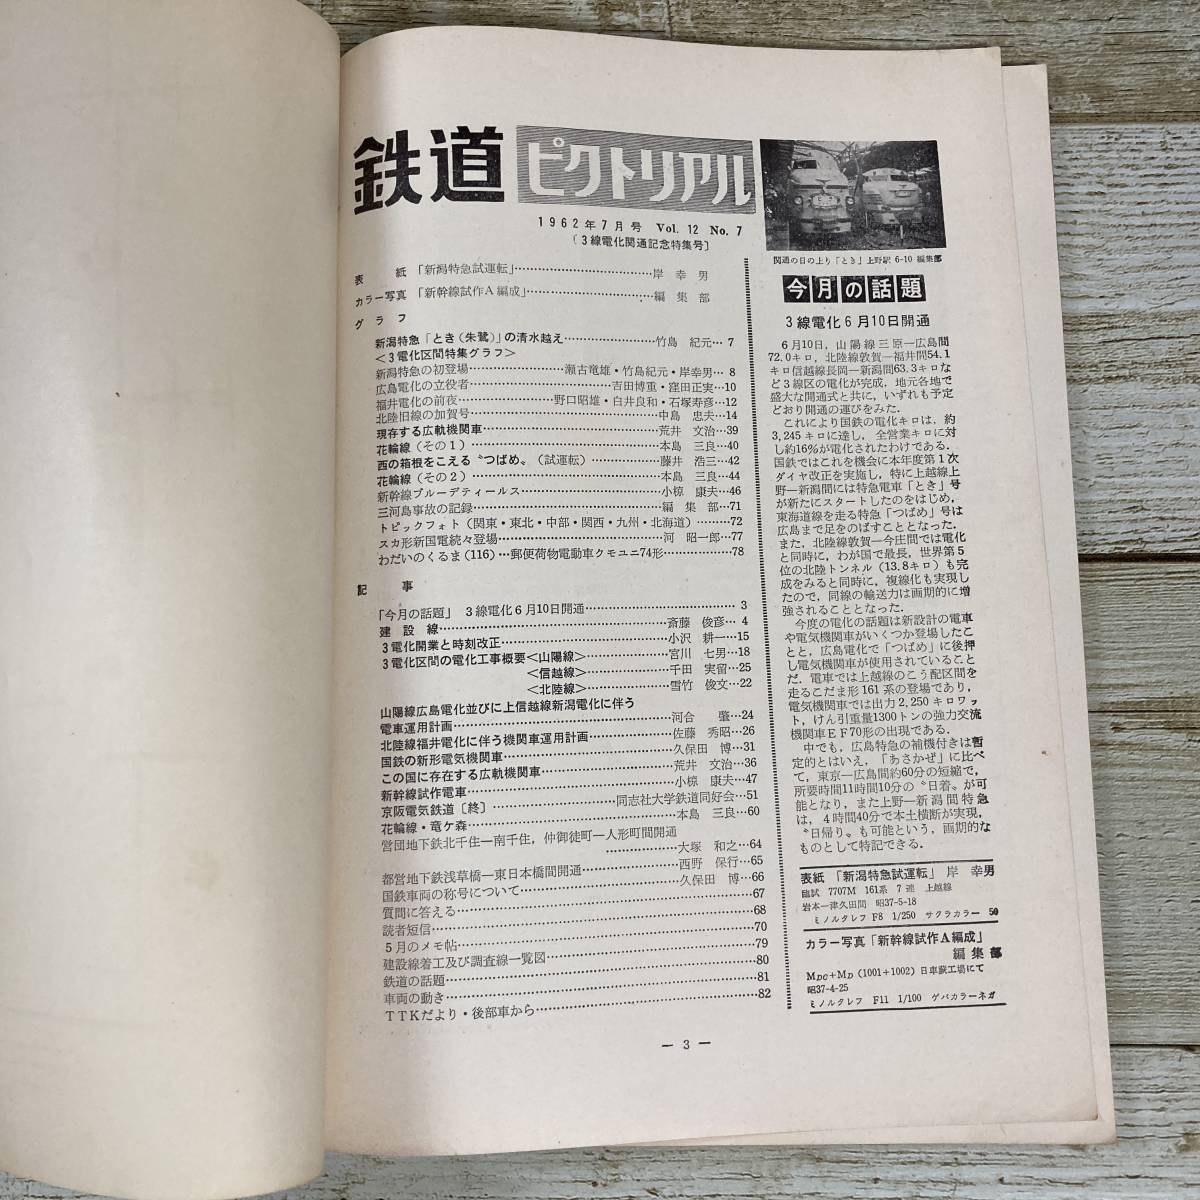 鉄道ピクトリアル
1962年7月号 Vol. 12 No. 7
〔3線電化関通記念特集号〕
表紙「新潟特急試運転」…岸 幸男
カラー写真「新幹線試作A編成」…編集部
グラフ
新潟特急「とき(朱鷺)」の清水越え…竹島 紀元…7
<3電化区間特集グラフ>
新潟特急の初登場…瀬古竜雄・竹島紀元・岸幸男…8
広島電化の立役者…吉田博重・窪田正実…10
福井電化の前夜…野口昭雄・白井良和・石塚寿彦…12
北陸旧線の加賀号…中島 忠夫…14
現存する広軌機関車…荒井 文治…39
花輪線(その1)…本島 三良…40
西の箱根をこえる〝つばめ〟(試運転)…藤井 浩三…42
花輪線(その2)…本島 三良…44
新幹線ブルーデティールス…小椋 康夫…46
三河島事故の記録…編集部…71
トピックフォト(関東・東北・中部・関西・九州・北海道)…72
スカ形新国電続々登場…河 昭一郎…77
わだいのくるま(116)…郵便荷物電動車クモユニ74形…78
記事
「今月の話題」 3線電化6月10日開通…3
建設線…斎藤 俊彦…4
3電化開業と時刻改正…小沢 耕一…15
3電化区間の電化工事概要<山陽線>…宮川 七男…18
<信越線>…千田 実留…25
<北陸線>…雪竹 俊文…22
山陽線広島電化並びに上信越線新潟電化に伴う
電車運用計画…河合 肇…24
北陸線福井電化に伴う機関車運用計画…佐藤 秀昭…26
国鉄の新形電気機関車…久保田 博…31
この国に存在する広軌機関車…荒井 文治…36
新幹線試作電車…小椋 康夫…47
京阪電気鉄道〔終〕…同志社大学鉄道同好会…51
花輪線・竜ケ森…本島 三良…60
営団地下鉄北千住―南千住,仲御徒町―人形町間開通
…大塚 和之…64
都営地下鉄浅草橋―東日本橋間開通…西野 保行…65
国鉄車両の称号について…久保田 博…66
質問に答える…67
読者短信…68
5月のメモ帖…70
建設線着工及び調査線一覧図…79
鉄道の話題…80
車両の動き…81
TTKだより・後部車から…82
開通の日の上り「とき」上野駅 6-10 編集部
今月の話題
3線電化6月10日開通
6月10日,山陽線三原―広島間
72.0キロ,北陸線敦賀―福井間54.1
キロ信越線長岡―新潟間63.3キロな
ど3線区の電化が完成,地元各地で
盛大な開通式と共に,いずれも予定
どおり開通の運びをみた.
これにより国鉄の電化キロは,約
3,245キロに達し,全営業キロに対
し約16%が電化されたわけである.
国鉄ではこれを機会に本年度第1次
ダイヤ改正を実施し,特に上越線上
野―新潟間には特急電車「とき」号
が新たにスタートしたのをはじめ,
東海道線を走る特急「つばめ」号は
広島まで足をのばすこととなった.
また,北陸線敦賀―今庄間では電化
と同時に,わが国で最長,世界第5
位の北陸トンネル(13.8キロ)も完
成をみると同時に,複線化も実現し
たので,同線の輸送力は画期的に増
強されることとなった.
今度の電化の話題は新設計の電車
や電気機関車がいくつか登場したこ
とと,広島電化で「つばめ」に後押
し電気機関車が使用されていること
だ.電車では上越線のこう配区間を
走るこだま形161系の登場であり,
電気機関車では出力2,250キロワッ
ト,けん引重量1300トンの強力交流
機関車EF70形の出現である.
中でも,広島特急の補機付きは暫
定的とはいえ,「あさかぜ」に比べ
て,東京―広島間約60分の短縮で,
所要時間11時間10分の〝日着〟が可
能となり,また上野―新潟間特急
は,4時間40分で本土横断が実現,
〝日帰り〟も可能という,画期的な
ものとして特記できる.
表紙「新潟特急試運転」 岸 幸男
臨試 7707M 161系 7連 上越線
岩本―津久田間 昭37-5-18
ミノルタレフ F8 1/250 サクラカラー 50
カラー写真「新幹線試作A編成」
編集部
MDC+MD(1001+1002)日車蕨工場にて
昭37-4-25
ミノルタレフ F11 1/100 ゲバカラーネガ
― 3 ―